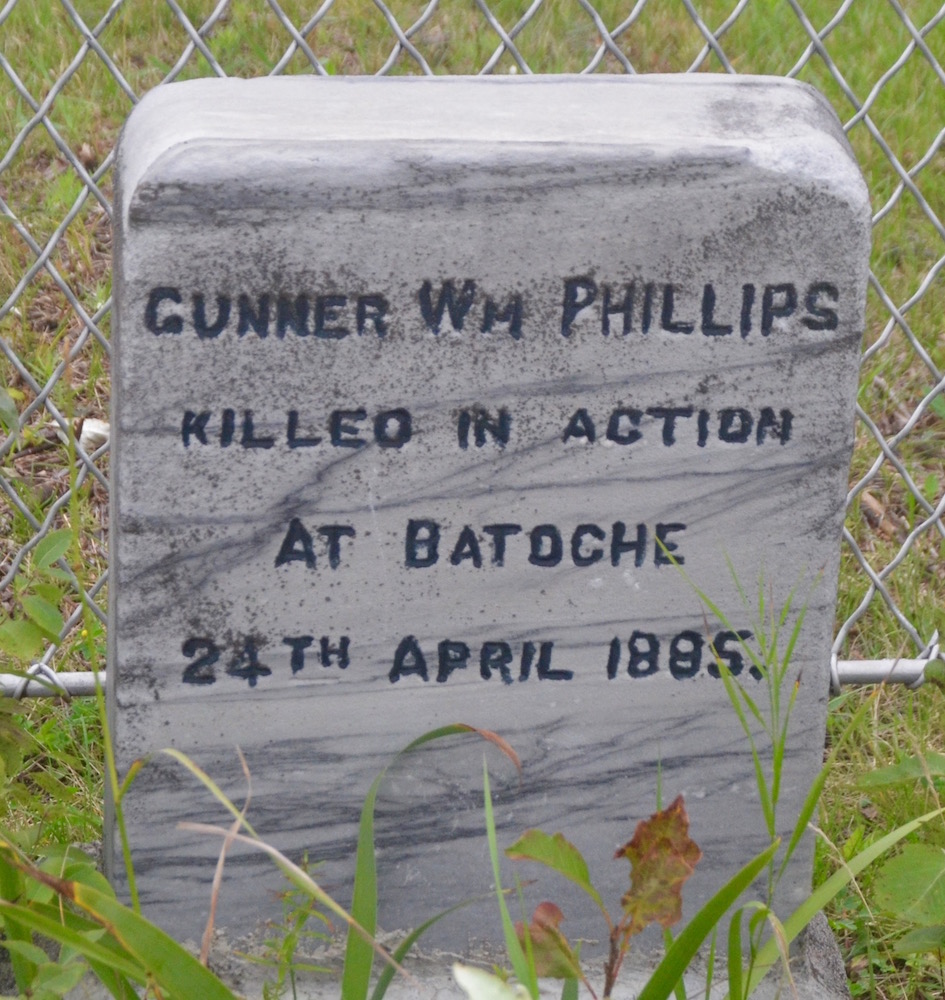 GUNNER WM PHILLIPS
KILLED IN ACTION
AT BATOCHE
24TH APRIL 1885.